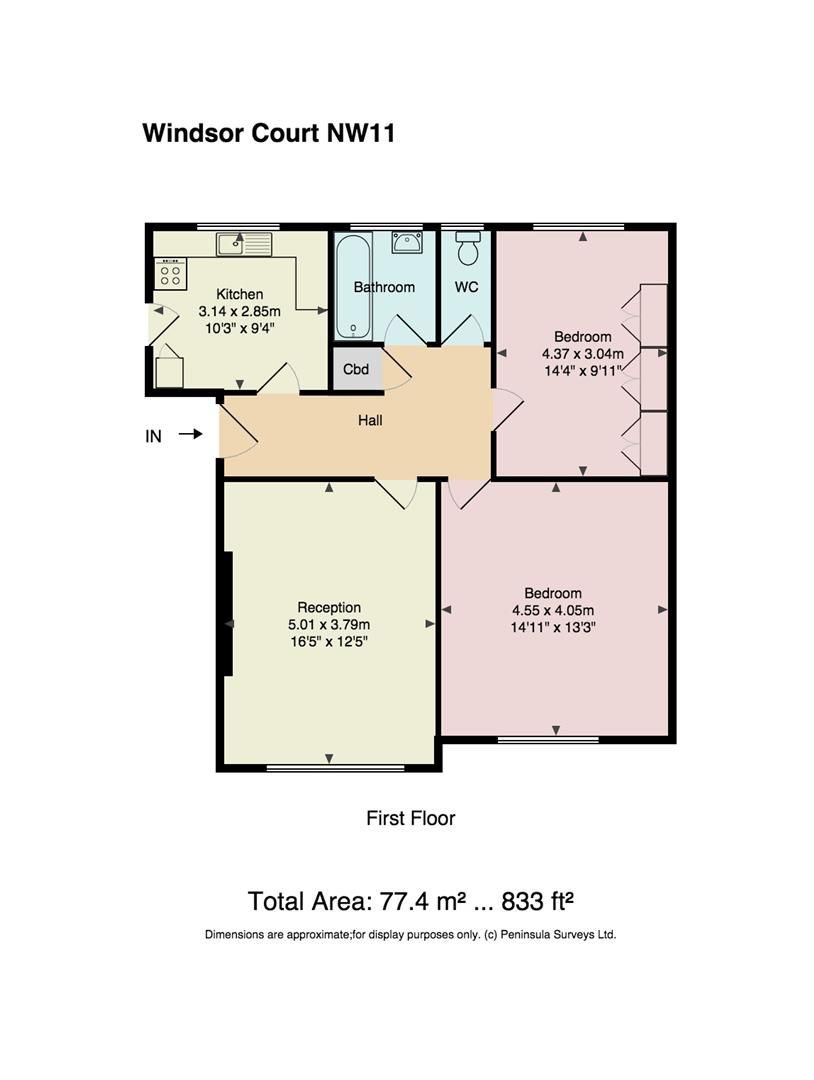 Windsor Court NW11
Kitchen
3.14 x 2.85m
10'3" x 9'4"
Bathroom
WC
Bedroom
4.37 x 3.04m
14'4" x 9'11"
Cbd
Hall
IN
Reception
5.01 x 3.79m
16'5" x 12'5"
Bedroom
4.55 x 4.05m
14'11" x 13'3"
First Floor
Total Area: 77.4 m² ... 833 ft²
Dimensions are approximate;for display purposes only. (c) Peninsula Surveys Ltd.